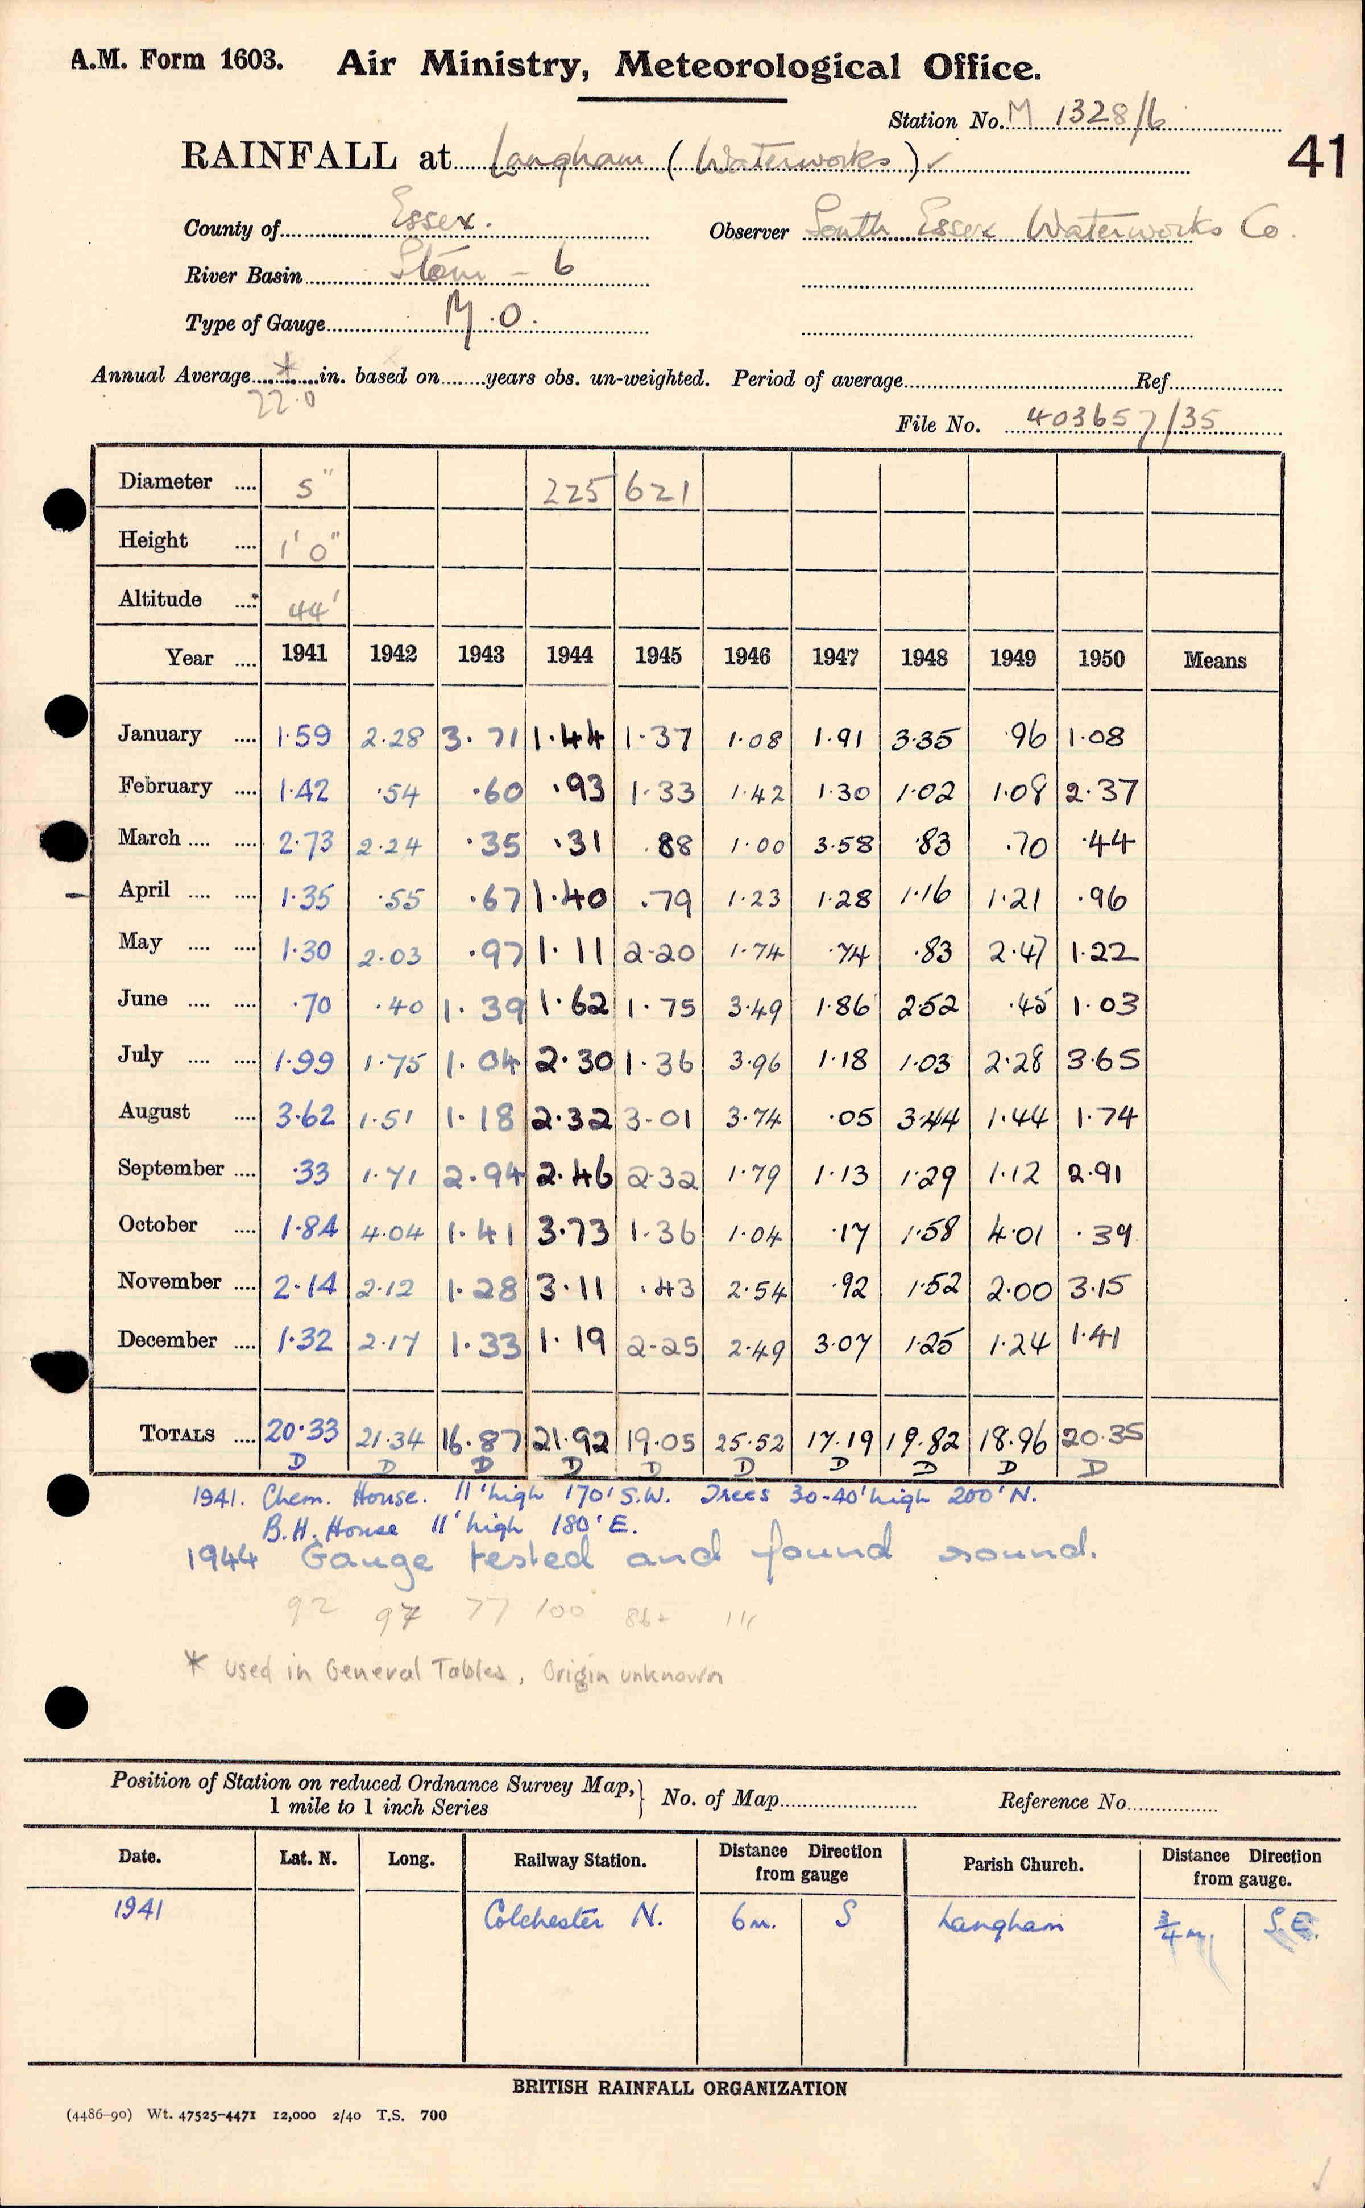 A.M. Form 1603. Air Ministry, Meteorological Office.
Station No. M 1328/6
RAINFALL at Langham (Waterworks) ✓
41
County of Essex. Observer South Essex Waterworks Co.
River Basin Stour - 6
Type of Gauge M.O.
Annual Average * in. based on ........ years obs. un-weighted. Period of average ........ Ref ........
22.0
File No. 403657/35
Diameter .... 5" 225 621
Height .... 1' 0"
Altitude .... 44'
Year .... 1941 1942 1943 1944 1945 1946 1947 1948 1949 1950 Means
January .... 1.59 2.28 3.71 1.44 1.37 1.08 1.91 3.35 .96 1.08
February .... 1.42 .54 .60 .93 1.33 1.42 1.30 1.02 1.08 2.37
March .... .... 2.73 2.24 .35 .31 .88 1.00 3.58 .83 .70 .44
April .... .... 1.35 .55 .67 1.40 .79 1.23 1.28 1.16 1.21 .96
May .... .... 1.30 2.03 .97 1.11 2.20 1.74 .74 .83 2.47 1.22
June .... .... .70 .40 1.39 1.62 1.75 3.49 1.86 2.52 .45 1.03
July .... .... 1.99 1.75 1.04 2.30 1.36 3.96 1.18 1.03 2.28 3.65
August .... 3.62 1.51 1.18 2.32 3.01 3.74 .05 3.44 1.44 1.74
September .... .33 1.71 2.94 2.46 2.32 1.79 1.13 1.29 1.12 2.91
October .... 1.84 4.04 1.41 3.73 1.36 1.04 .17 1.58 4.01 .39
November .... 2.14 2.12 1.28 3.11 .43 2.54 .92 1.52 2.00 3.15
December .... 1.32 2.17 1.33 1.19 2.25 2.49 3.07 1.25 1.24 1.41
TOTALS .... 20.33 21.34 16.87 21.92 19.05 25.52 17.19 19.82 18.96 20.35
D D D D D D D D D D
1941. Chem. House. 11' high 170' S.W. Trees 30-40' high 200' N.
B.H. House 11' high 180' E.
1944 Gauge tested and found sound.
92 97 77 100 86+ 116
* Used in General Tables, Origin unknown
Position of Station on reduced Ordnance Survey Map, } No. of Map ........ Reference No. ........
1 mile to 1 inch Series
Date. Lat. N. Long. Railway Station. Distance Direction from gauge Parish Church. Distance Direction from gauge.
1941 Colchester N. 6m. S Langham 3/4 m. S.E.
BRITISH RAINFALL ORGANIZATION
(4486-90) Wt. 47525-4471 12,000 2/40 T.S. 700